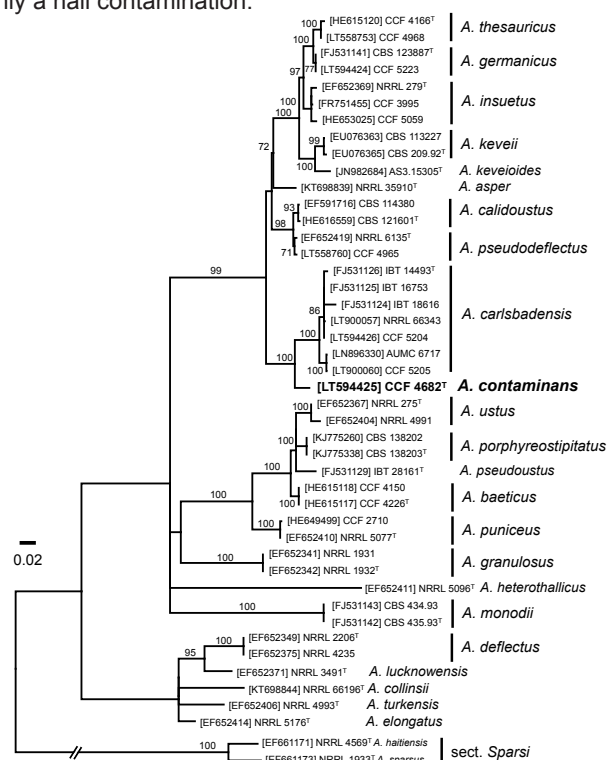 nly a nail contamination.
[HE615120] CCF 4166ᵀ
[LT558753] CCF 4968
A. thesauricus
[FJ531141] CBS 123887ᵀ
[LT594424] CCF 5223
A. germanicus
[EF652369] NRRL 279ᵀ
[FR751455] CCF 3995
[HE653025] CCF 5059
A. insuetus
[EU076363] CBS 113227
[EU076365] CBS 209.92ᵀ
A. keveii
[JN982684] AS3.15305ᵀ A. keveioides
[KT698839] NRRL 35910ᵀ A. asper
[EF591716] CBS 114380
[HE616559] CBS 121601ᵀ
A. calidoustus
[EF652419] NRRL 6135ᵀ
[LT558760] CCF 4965
A. pseudodeflectus
[FJ531126] IBT 14493ᵀ
[FJ531125] IBT 16753
[FJ531124] IBT 18616
[LT900057] NRRL 66343
[LT594426] CCF 5204
[LN896330] AUMC 6717
[LT900060] CCF 5205
A. carlsbadensis
[LT594425] CCF 4682ᵀ A. contaminans
[EF652367] NRRL 275ᵀ
[EF652404] NRRL 4991
A. ustus
[KJ775260] CBS 138202
[KJ775338] CBS 138203ᵀ
A. porphyreostipitatus
[FJ531129] IBT 28161ᵀ A. pseudoustus
[HE615118] CCF 4150
[HE615117] CCF 4226ᵀ
A. baeticus
[HE649499] CCF 2710
[EF652410] NRRL 5077ᵀ
A. puniceus
[EF652341] NRRL 1931
[EF652342] NRRL 1932ᵀ
A. granulosus
[EF652411] NRRL 5096ᵀ A. heterothallicus
[FJ531143] CBS 434.93
[FJ531142] CBS 435.93ᵀ
A. monodii
[EF652349] NRRL 2206ᵀ
[EF652375] NRRL 4235
A. deflectus
[EF652371] NRRL 3491ᵀ A. lucknowensis
[KT698844] NRRL 66196ᵀ A. collinsii
[EF652406] NRRL 4993ᵀ A. turkensis
[EF652414] NRRL 5176ᵀ A. elongatus
[EF661171] NRRL 4569ᵀ A. haitiensis
[EF661173] NRRL 1933ᵀ A. sparsus
sect. Sparsi
100
77
97
100
100
99
100
72
93
98
71
99
86
100
100
100
100
100
100
100
100
100
100
100
100
95
100
0.02